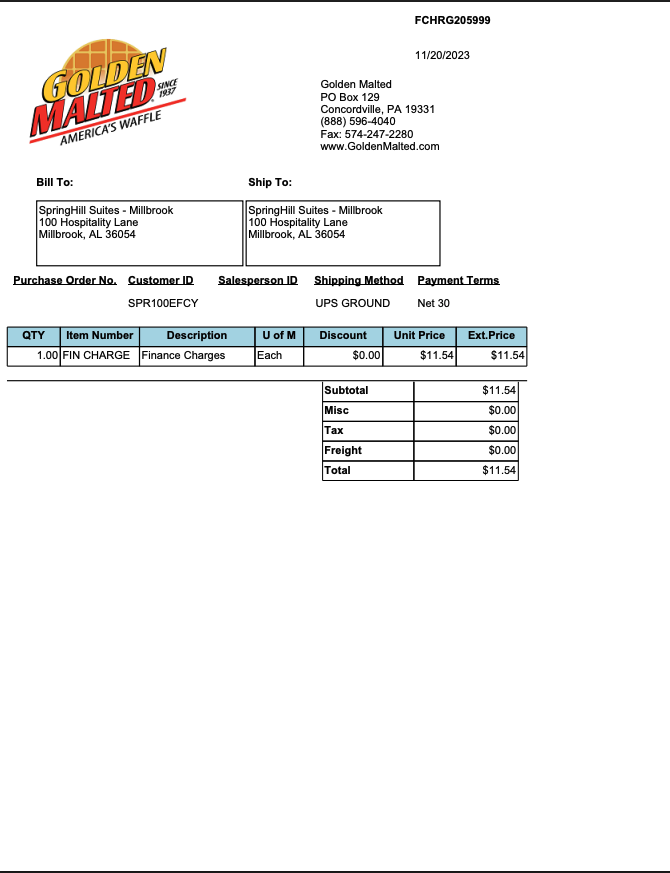 FCHRG205999
11/20/2023
GOLDEN
MALTED
SINCE
1937
AMERICA'S WAFFLE
Golden Malted
PO Box 129
Concordville, PA 19331
(888) 596-4040
Fax: 574-247-2280
www.GoldenMalted.com
Bill To: Ship To:
SpringHill Suites - Millbrook SpringHill Suites - Millbrook
100 Hospitality Lane 100 Hospitality Lane
Millbrook, AL 36054 Millbrook, AL 36054
Purchase Order No. Customer ID Salesperson ID Shipping Method Payment Terms
SPR100EFCY UPS GROUND Net 30
QTY Item Number Description U of M Discount Unit Price Ext.Price
1.00 FIN CHARGE Finance Charges Each $0.00 $11.54 $11.54
Subtotal $11.54
Misc $0.00
Tax $0.00
Freight $0.00
Total $11.54